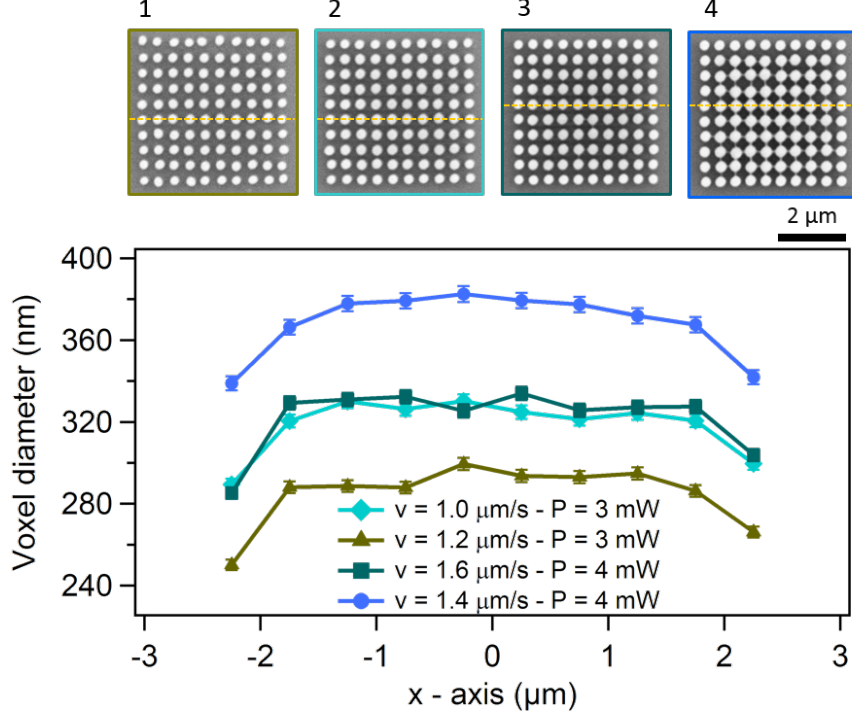 1 2 3 4
2 µm
400
360
320
280
240
Voxel diameter (nm)
v = 1.0 µm/s - P = 3 mW
v = 1.2 µm/s - P = 3 mW
v = 1.6 µm/s - P = 4 mW
v = 1.4 µm/s - P = 4 mW
-3 -2 -1 0 1 2 3
x - axis (µm)